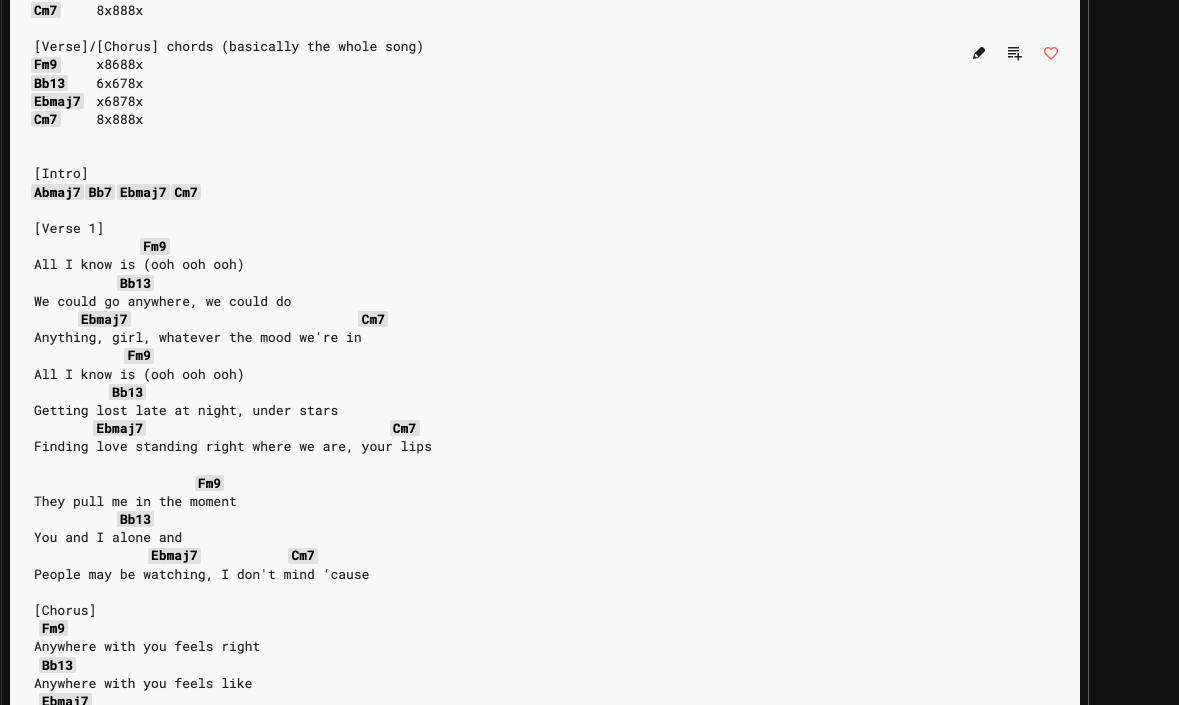 Cm7     8x888x

[Verse]/[Chorus] chords (basically the whole song)
Fm9     x8688x
Bb13    6x678x
Ebmaj7  x6878x
Cm7     8x888x

[Intro]
Abmaj7 Bb7 Ebmaj7 Cm7

[Verse 1]
              Fm9
All I know is (ooh ooh ooh)
           Bb13
We could go anywhere, we could do
      Ebmaj7                              Cm7
Anything, girl, whatever the mood we're in
            Fm9
All I know is (ooh ooh ooh)
          Bb13
Getting lost late at night, under stars
        Ebmaj7                                Cm7
Finding love standing right where we are, your lips

                     Fm9
They pull me in the moment
           Bb13
You and I alone and
               Ebmaj7            Cm7
People may be watching, I don't mind ‘cause

[Chorus]
 Fm9
Anywhere with you feels right
 Bb13
Anywhere with you feels like
 Ebmaj7